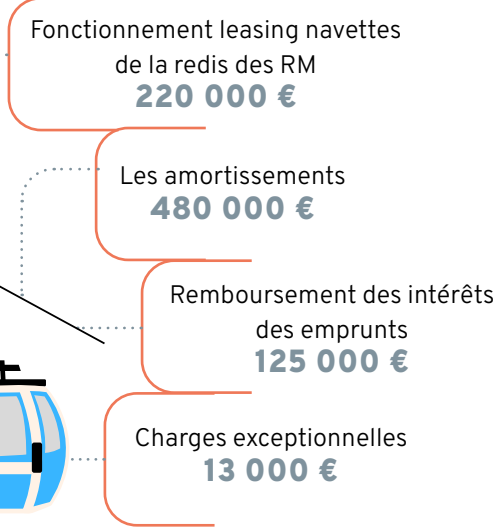 Fonctionnement leasing navettes
de la redis des RM
220 000 €
Les amortissements
480 000 €
Remboursement des intérêts
des emprunts
125 000 €
Charges exceptionnelles
13 000 €